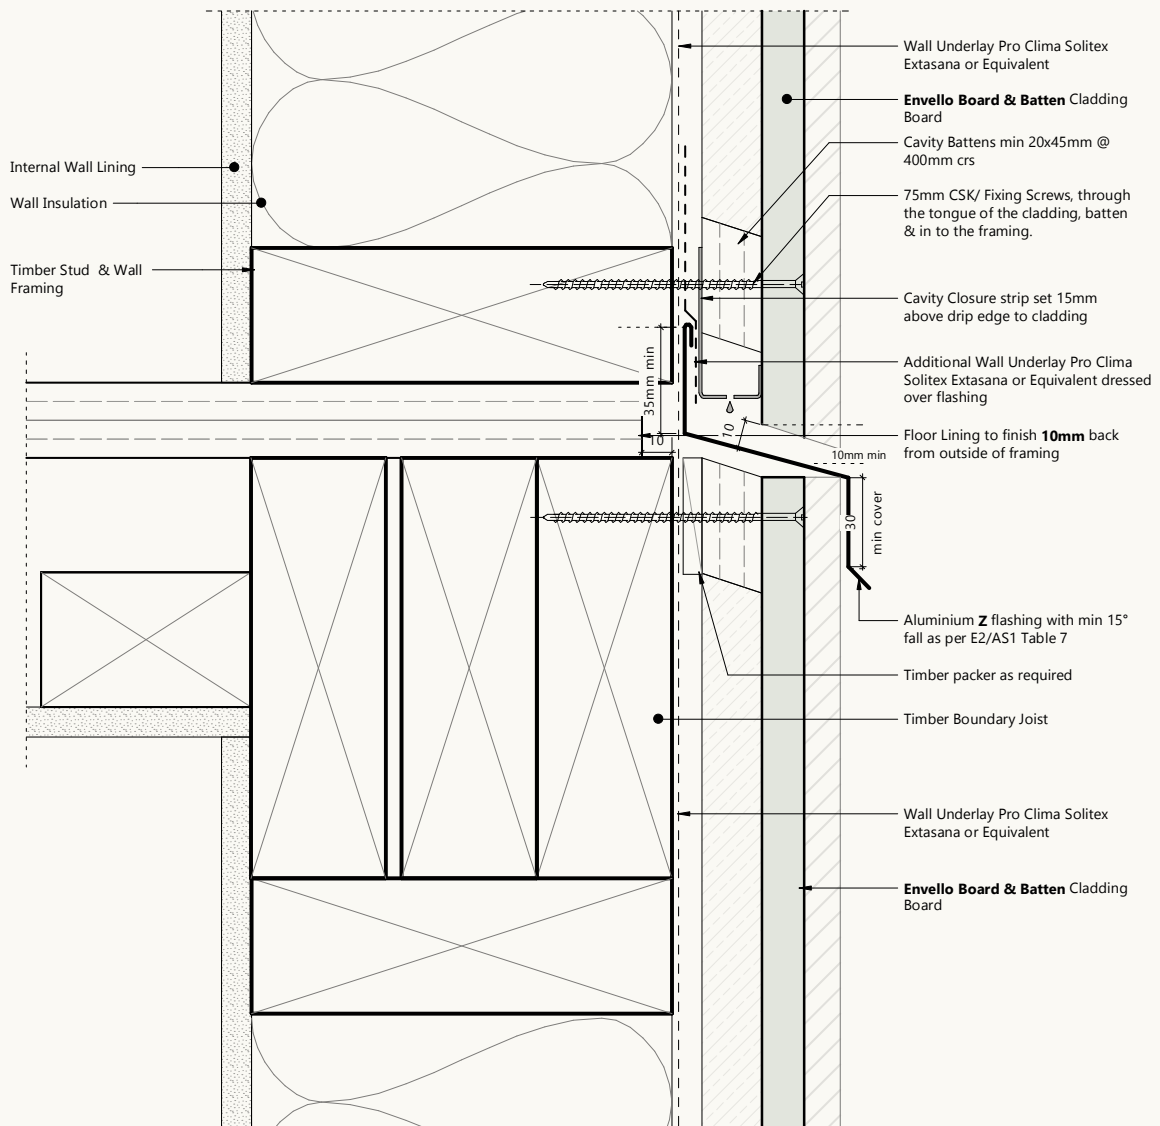 Wall Underlay Pro Clima Solitex
Extasana or Equivalent
Envello Board & Batten Cladding
Board
Cavity Battens min 20x45mm @
400mm crs
Internal Wall Lining
75mm CSK/ Fixing Screws, through
the tongue of the cladding, batten
& in to the framing.
Wall Insulation
Timber Stud & Wall
Framing
Cavity Closure strip set 15mm
above drip edge to cladding
35mm min
Additional Wall Underlay Pro Clima
Solitex Extasana or Equivalent dressed
over flashing
10
10
Floor Lining to finish 10mm back
from outside of framing
10mm min
30
min cover
Aluminium Z flashing with min 15°
fall as per E2/AS1 Table 7
Timber packer as required
Timber Boundary Joist
Wall Underlay Pro Clima Solitex
Extasana or Equivalent
Envello Board & Batten Cladding
Board